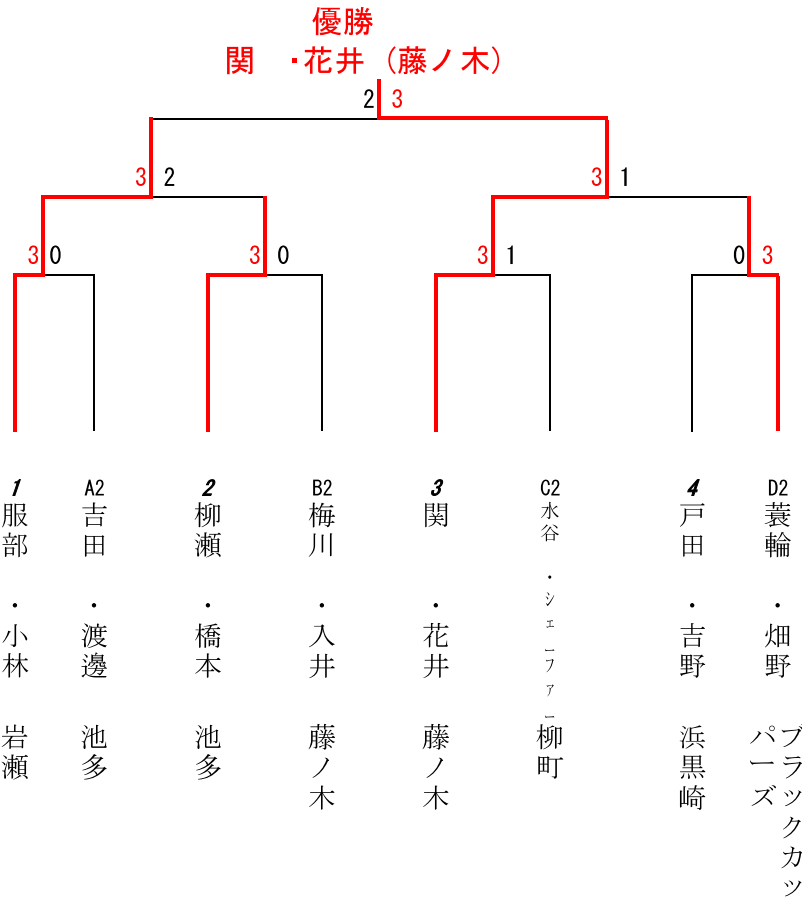 優勝
関　・花井（藤ノ木）
2 3
3 2
3 1
3 0
3 0
3 1
0 3
1
服部・小林
岩瀬
A2
吉田・渡邊
池多
2
柳瀬・橋本
池多
B2
梅川・入井
藤ノ木
3
関・花井
藤ノ木
C2
水谷・シェーファー
柳町
4
戸田・吉野
浜黒崎
D2
蓑輪・畑野
ブラックカッパーズ